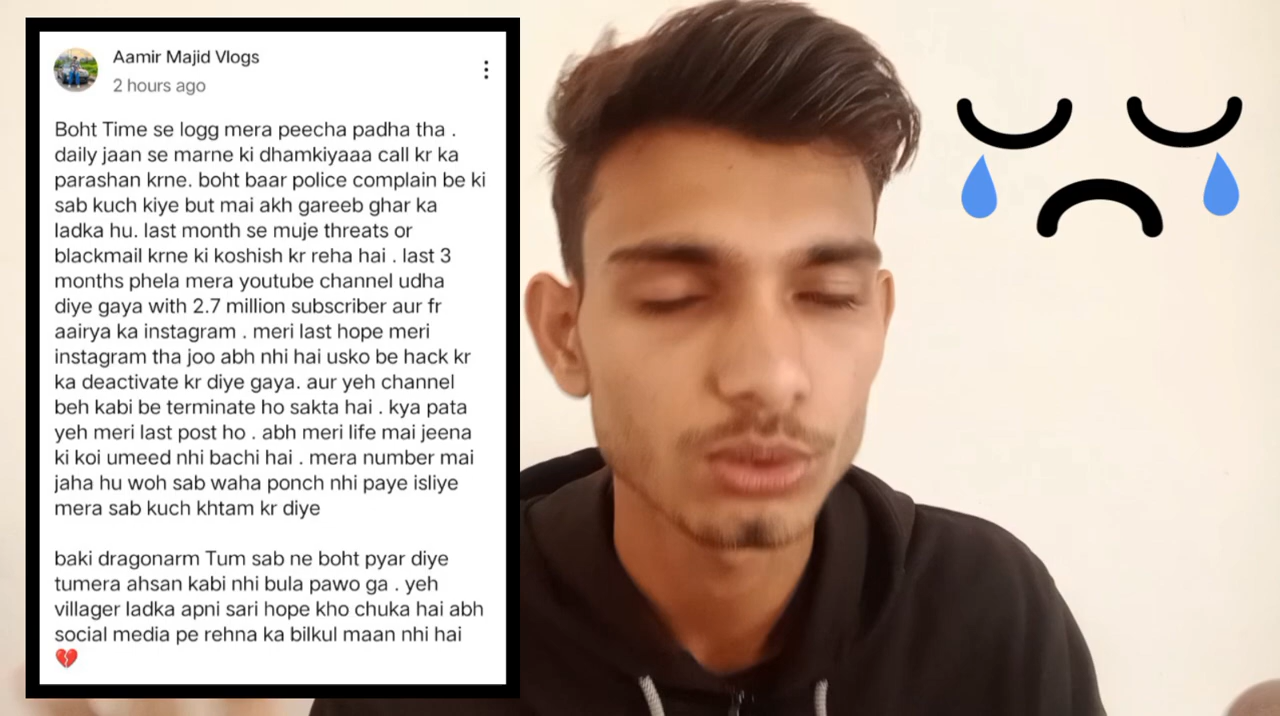 Aamir Majid Vlogs
2 hours ago
Boht Time se logg mera peecha padha tha .
daily jaan se marne ki dhamkiyaaa call kr ka
parashan krne. boht baar police complain be ki
sab kuch kiye but mai akh gareeb ghar ka
ladka hu. last month se muje threats or
blackmail krne ki koshish kr reha hai . last 3
months phela mera youtube channel udha
diye gaya with 2.7 million subscriber aur fr
aairya ka instagram . meri last hope meri
instagram tha joo abh nhi hai usko be hack kr
ka deactivate kr diye gaya. aur yeh channel
beh kabi be terminate ho sakta hai . kya pata
yeh meri last post ho . abh meri life mai jeena
ki koi umeed nhi bachi hai . mera number mai
jaha hu woh sab waha ponch nhi paye isliye
mera sab kuch khtam kr diye
baki dragonarm Tum sab ne boht pyar diye
tumera ahsan kabi nhi bula pawo ga . yeh
villager ladka apni sari hope kho chuka hai abh
social media pe rehna ka bilkul maan nhi hai
💔